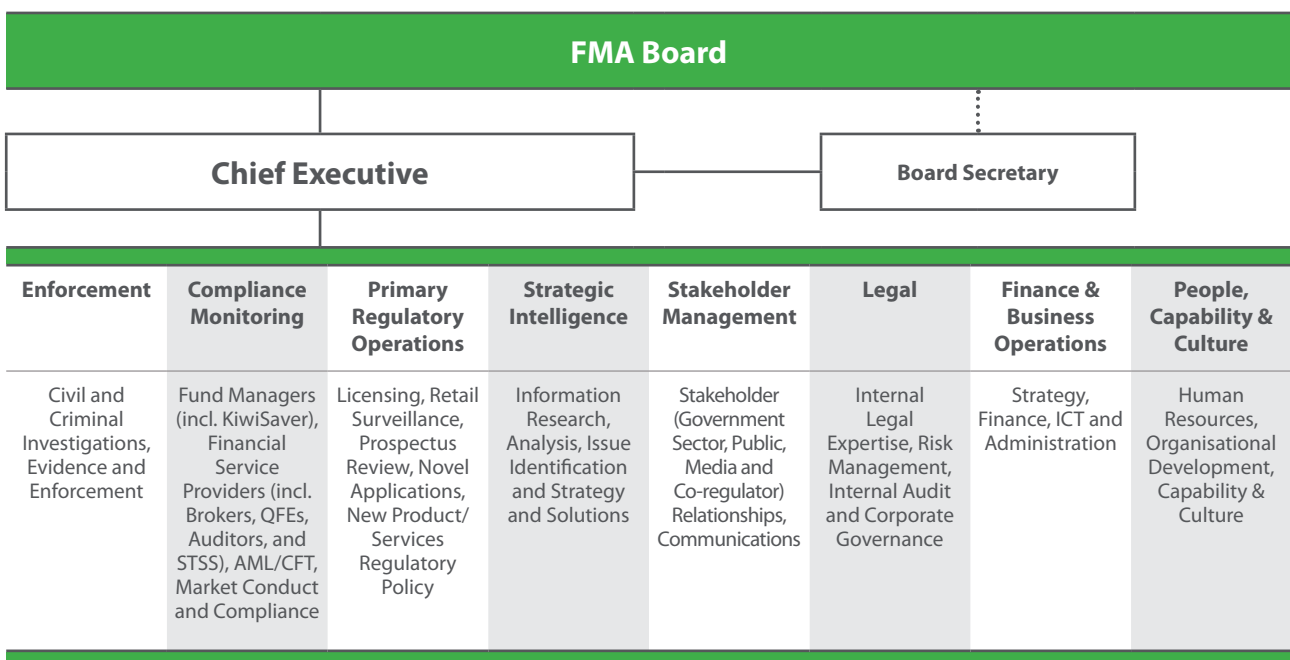 FMA Board
Chief Executive
Board Secretary
Enforcement
Compliance
Monitoring
Primary
Regulatory
Operations
Strategic
Intelligence
Stakeholder
Management
Legal
Finance &
Business
Operations
People,
Capability &
Culture
Civil and
Criminal
Investigations,
Evidence and
Enforcement
Fund Managers
(incl. KiwiSaver),
Financial
Service
Providers (incl.
Brokers, QFEs,
Auditors, and
STSS), AML/CFT,
Market Conduct
and Compliance
Licensing, Retail
Surveillance,
Prospectus
Review, Novel
Applications,
New Product/
Services
Regulatory
Policy
Information
Research,
Analysis, Issue
Identification
and Strategy
and Solutions
Stakeholder
(Government
Sector, Public,
Media and
Co-regulator)
Relationships,
Communications
Internal
Legal
Expertise, Risk
Management,
Internal Audit
and Corporate
Governance
Strategy,
Finance, ICT and
Administration
Human
Resources,
Organisational
Development,
Capability &
Culture